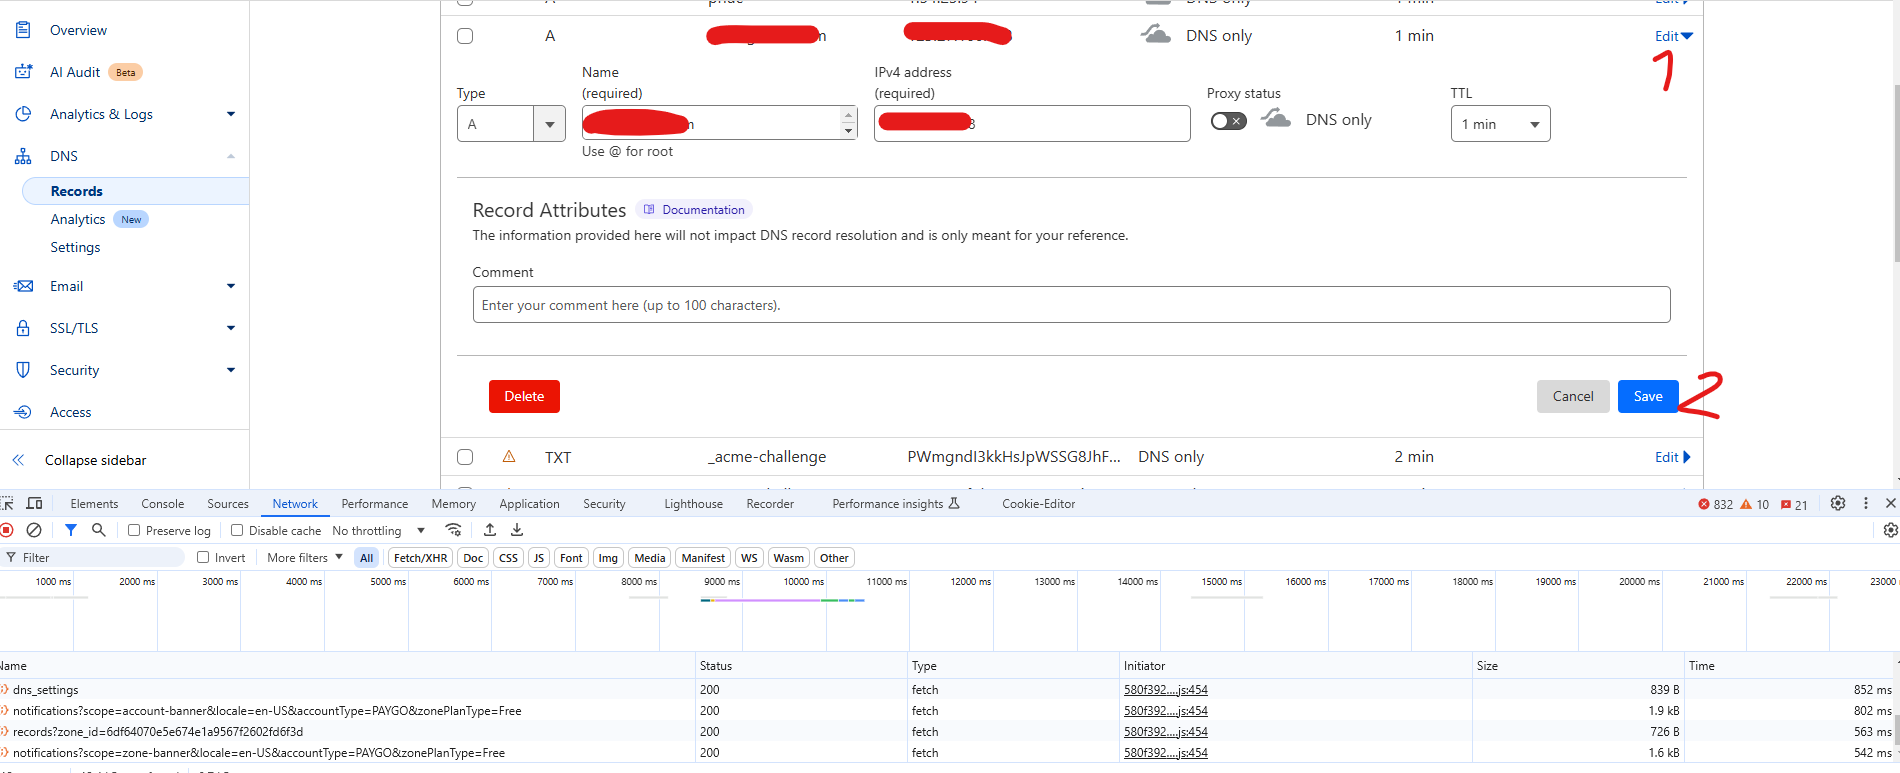 Overview
AI Audit Beta
Analytics & Logs
DNS
Records
Analytics New
Settings
Email
SSL/TLS
Security
Access
Collapse sidebar
A DNS only 1 min Edit
1
Type
Name
(required)
IPv4 address
(required)
Proxy status
TTL
A
DNS only
1 min
Use @ for root
Record Attributes Documentation
The information provided here will not impact DNS record resolution and is only meant for your reference.
Comment
Enter your comment here (up to 100 characters).
Delete Cancel Save
2
TXT _acme-challenge PWmgndI3kkHsJpWSSG8JhF... DNS only 2 min Edit
Elements Console Sources Network Performance Memory Application Security Lighthouse Recorder Performance insights Cookie-Editor 832 10 21
Preserve log Disable cache No throttling
Filter Invert More filters All Fetch/XHR Doc CSS JS Font Img Media Manifest WS Wasm Other
1000 ms 2000 ms 3000 ms 4000 ms 5000 ms 6000 ms 7000 ms 8000 ms 9000 ms 10000 ms 11000 ms 12000 ms 13000 ms 14000 ms 15000 ms 16000 ms 17000 ms 18000 ms 19000 ms 20000 ms 21000 ms 22000 ms 23000
Name Status Type Initiator Size Time
dns_settings 200 fetch 580f392....js:454 839 B 852 ms
notifications?scope=account-banner&locale=en-US&accountType=PAYGO&zonePlanType=Free 200 fetch 580f392....js:454 1.9 kB 802 ms
records?zone_id=6df64070e5e674e1a9567f2602fd6f3d 200 fetch 580f392....js:454 726 B 563 ms
notifications?scope=zone-banner&locale=en-US&accountType=PAYGO&zonePlanType=Free 200 fetch 580f392....js:454 1.6 kB 542 ms